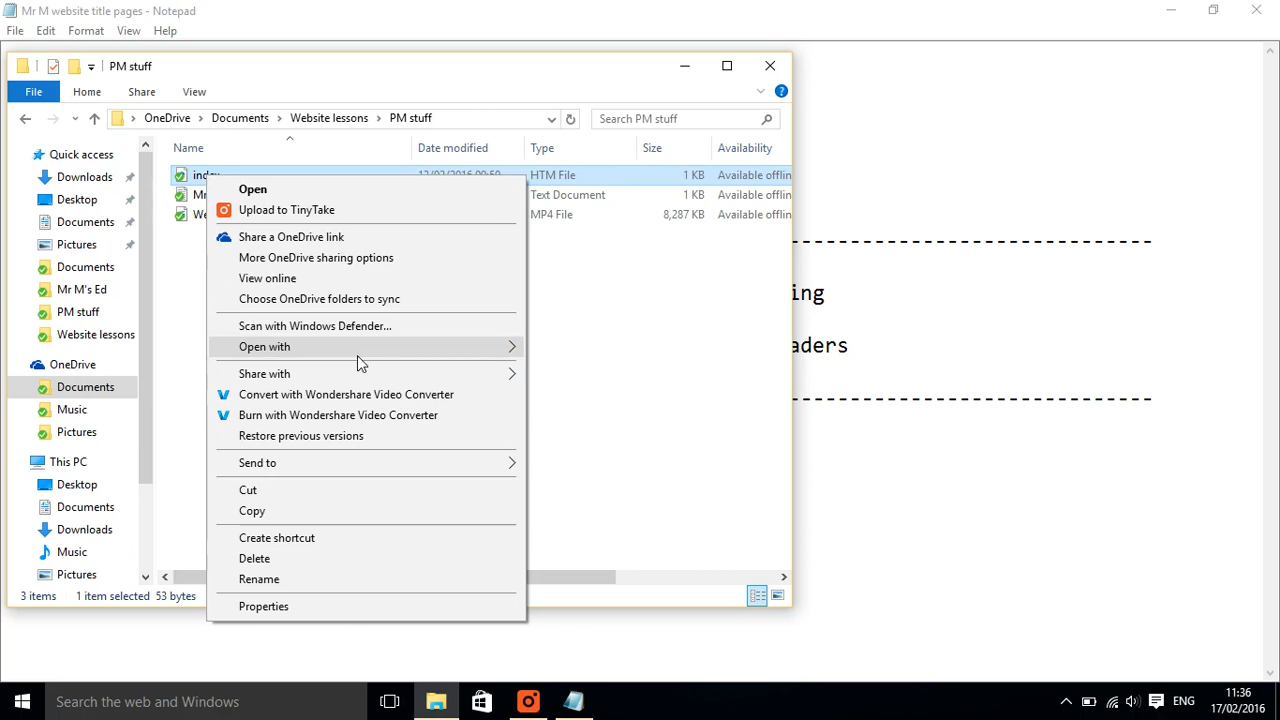 Mr M website title pages - Notepad
File Edit Format View Help
PM stuff
File Home Share View
OneDrive Documents Website lessons PM stuff Search PM stuff
Name Date modified Type Size Availability
Quick access
Downloads
Desktop
Documents
Pictures
Documents
Mr M's Ed
PM stuff
Website lessons
OneDrive
Documents
Music
Pictures
This PC
Desktop
Documents
Downloads
Music
Pictures
index HTM File 1 KB Available offlin
Mr Text Document 1 KB Available offlin
We MP4 File 8,287 KB Available offlin
Open
Upload to TinyTake
Share a OneDrive link
More OneDrive sharing options
View online
Choose OneDrive folders to sync
Scan with Windows Defender...
Open with
Share with
Convert with Wondershare Video Converter
Burn with Wondershare Video Converter
Restore previous versions
Send to
Cut
Copy
Create shortcut
Delete
Rename
Properties
---------------------------
ing
aders
---------------------------
3 items 1 item selected 53 bytes
Search the web and Windows
ENG
11:36
17/02/2016